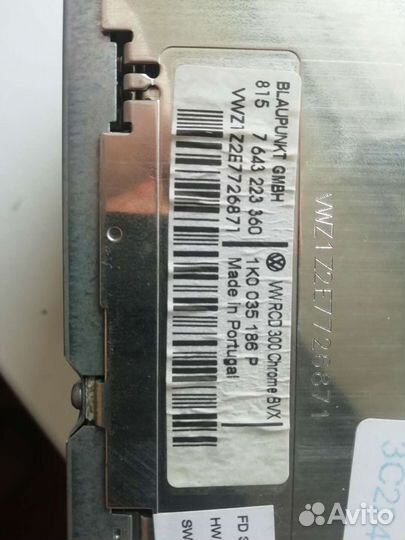 BLAUPUNKT GMBH
815 7 643 223 360
VWZ1Z2E7726871
VW RCD 300 Chrome BVX
1K0 035 186 P
Made in Portugal
VWZ1Z2E7726871
FD
HW
SW
Avito